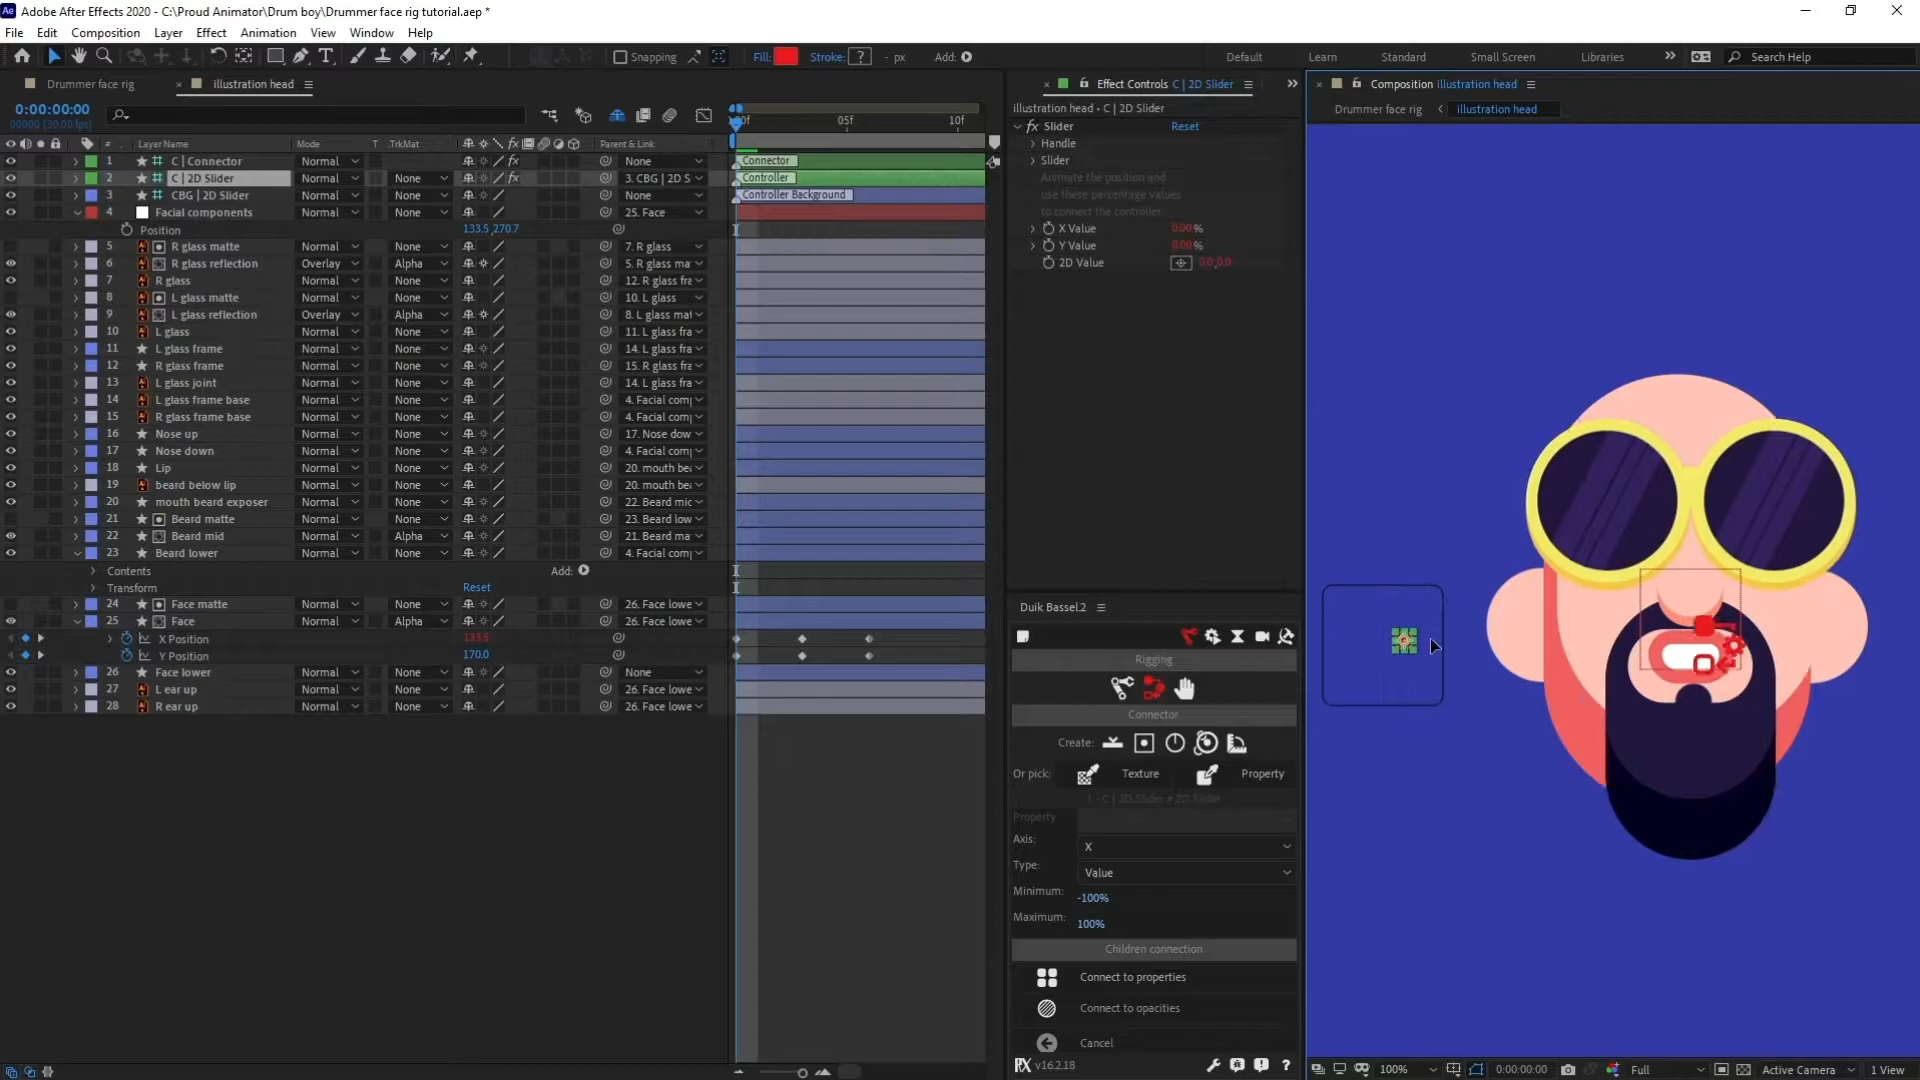 Adobe After Effects 2020 - C:\Proud Animator\Drum boy\Drummer face rig tutorial.aep *
File Edit Composition Layer Effect Animation View Window Help
Snapping Fill: Stroke: ? - px Add: Default Learn Standard Small Screen Libraries Search Help
Drummer face rig illustration head
Effect Controls C | 2D Slider
Composition illustration head
0:00:00:00
00000 (30.00 fps)
illustration head • C | 2D Slider
Drummer face rig illustration head
05f 10f
# Layer Name Mode T .TrkMat Parent & Link
1 C | Connector Normal None Connector
2 C | 2D Slider Normal None 3. CBG | 2D S Controller
3 CBG | 2D Slider Normal None None Controller Background
4 Facial components Normal None 25. Face
Position 133.5,270.7
5 R glass matte Normal None 7. R glass
6 R glass reflection Overlay Alpha 5. R glass ma
7 R glass Normal None 12. R glass fra
8 L glass matte Normal None 10. L glass
9 L glass reflection Overlay Alpha 8. L glass mat
10 L glass Normal None 11. L glass fra
11 L glass frame Normal None 14. L glass fra
12 R glass frame Normal None 15. R glass fra
13 L glass joint Normal None 14. L glass fra
14 L glass frame base Normal None 4. Facial com
15 R glass frame base Normal None 4. Facial com
16 Nose up Normal None 17. Nose dow
17 Nose down Normal None 4. Facial com
18 Lip Normal None 20. mouth bea
19 beard below lip Normal None 20. mouth bea
20 mouth beard exposer Normal None 22. Beard mid
21 Beard matte Normal None 23. Beard low
22 Beard mid Normal Alpha 21. Beard ma
23 Beard lower Normal None 4. Facial com
Contents Add:
Transform Reset
24 Face matte Normal None 26. Face lowe
25 Face Normal Alpha 26. Face lowe
X Position 133.5
Y Position 170.0
26 Face lower Normal None None
27 L ear up Normal None 26. Face lowe
28 R ear up Normal None 26. Face lowe
fx Slider Reset
Handle
Slider
Animate the position and
use these percentage values
to connect the controller.
X Value 0.00%
Y Value 0.00%
2D Value 0.0,0.0
Duik Bassel.2
Rigging
Connector
Create:
Or pick: Texture Property
1 - C | 2D Slider > 2D Slider
Property
Axis: X
Type: Value
Minimum: -100%
Maximum: 100%
Children connection
Connect to properties
Connect to opacities
Cancel
v16.2.18 ?
100% 0:00:00:00 Full Active Camera 1 View